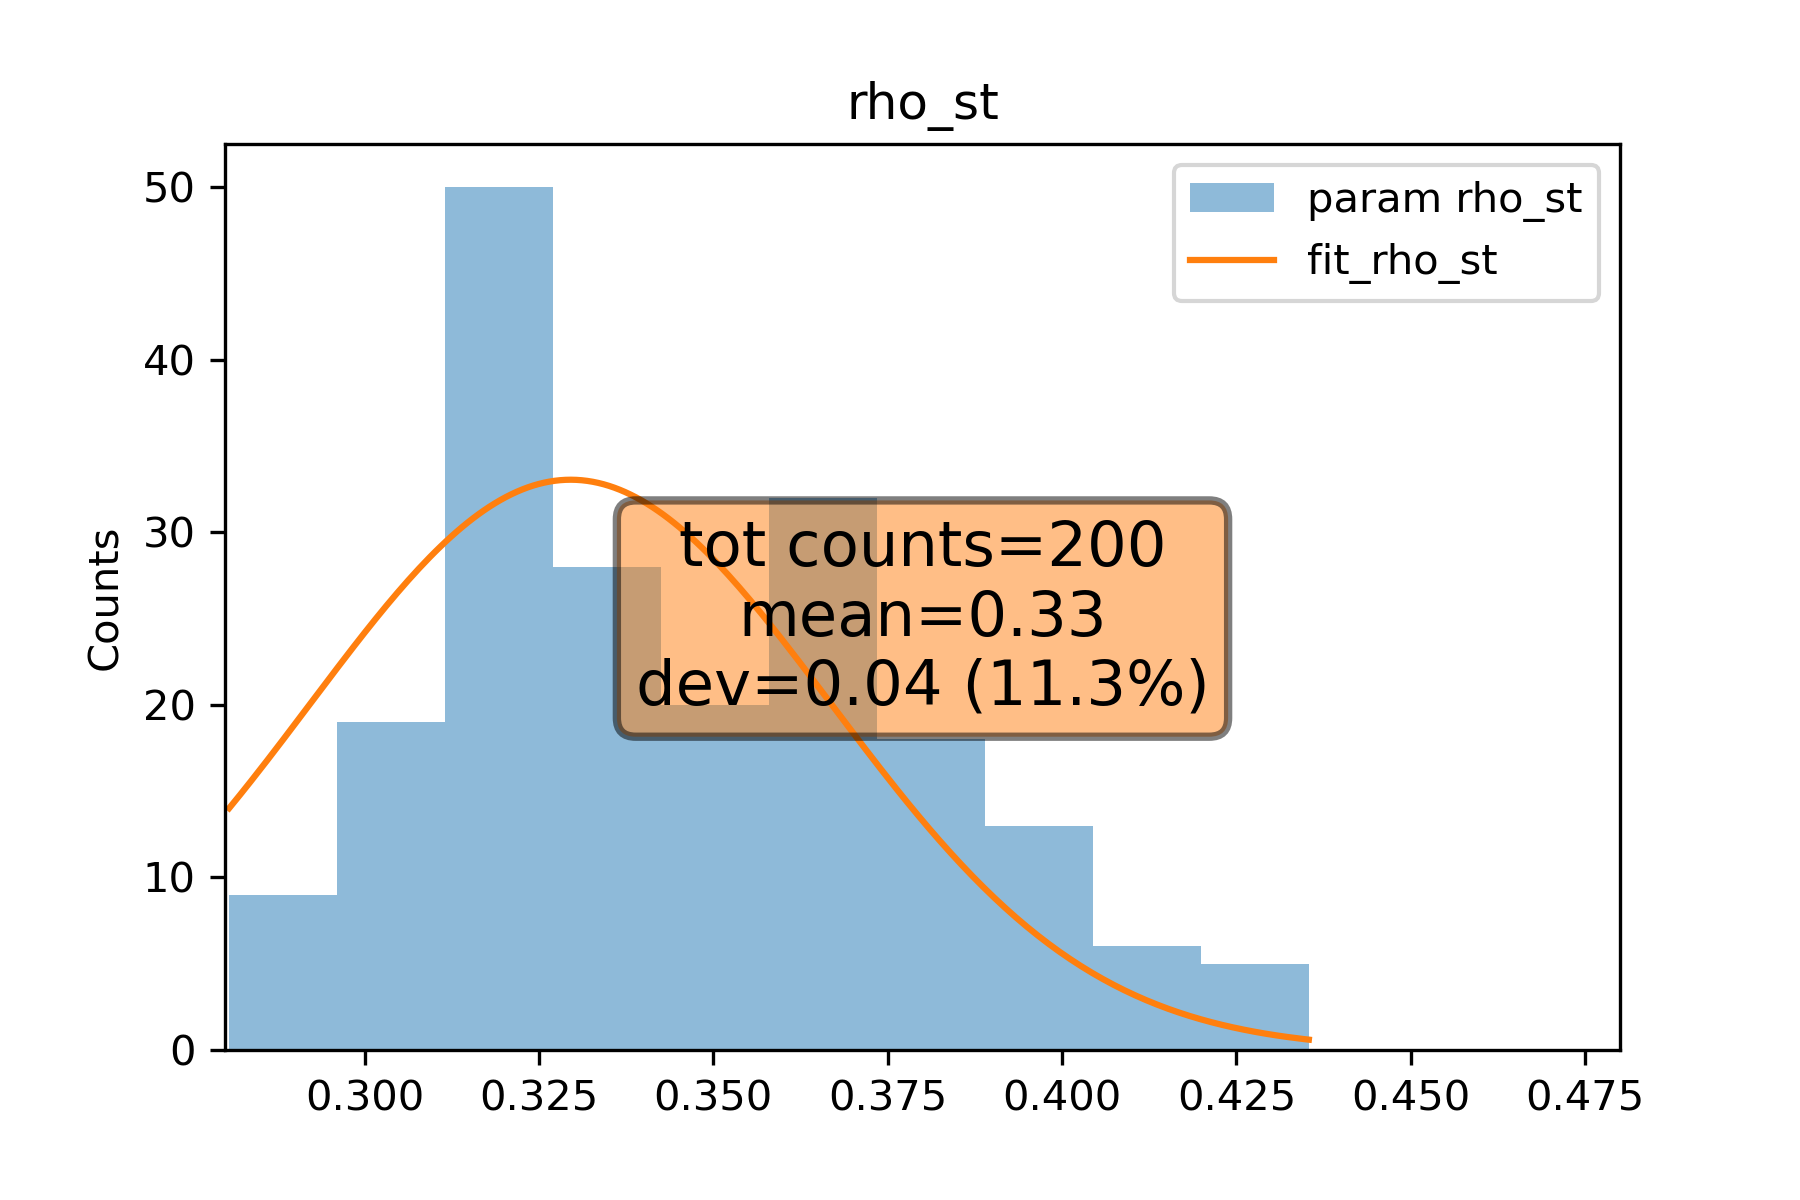 rho_st
param rho_st
fit_rho_st
50
40
30
20
10
0
Counts
tot counts=200
mean=0.33
dev=0.04 (11.3%)
0.300 0.325 0.350 0.375 0.400 0.425 0.450 0.475